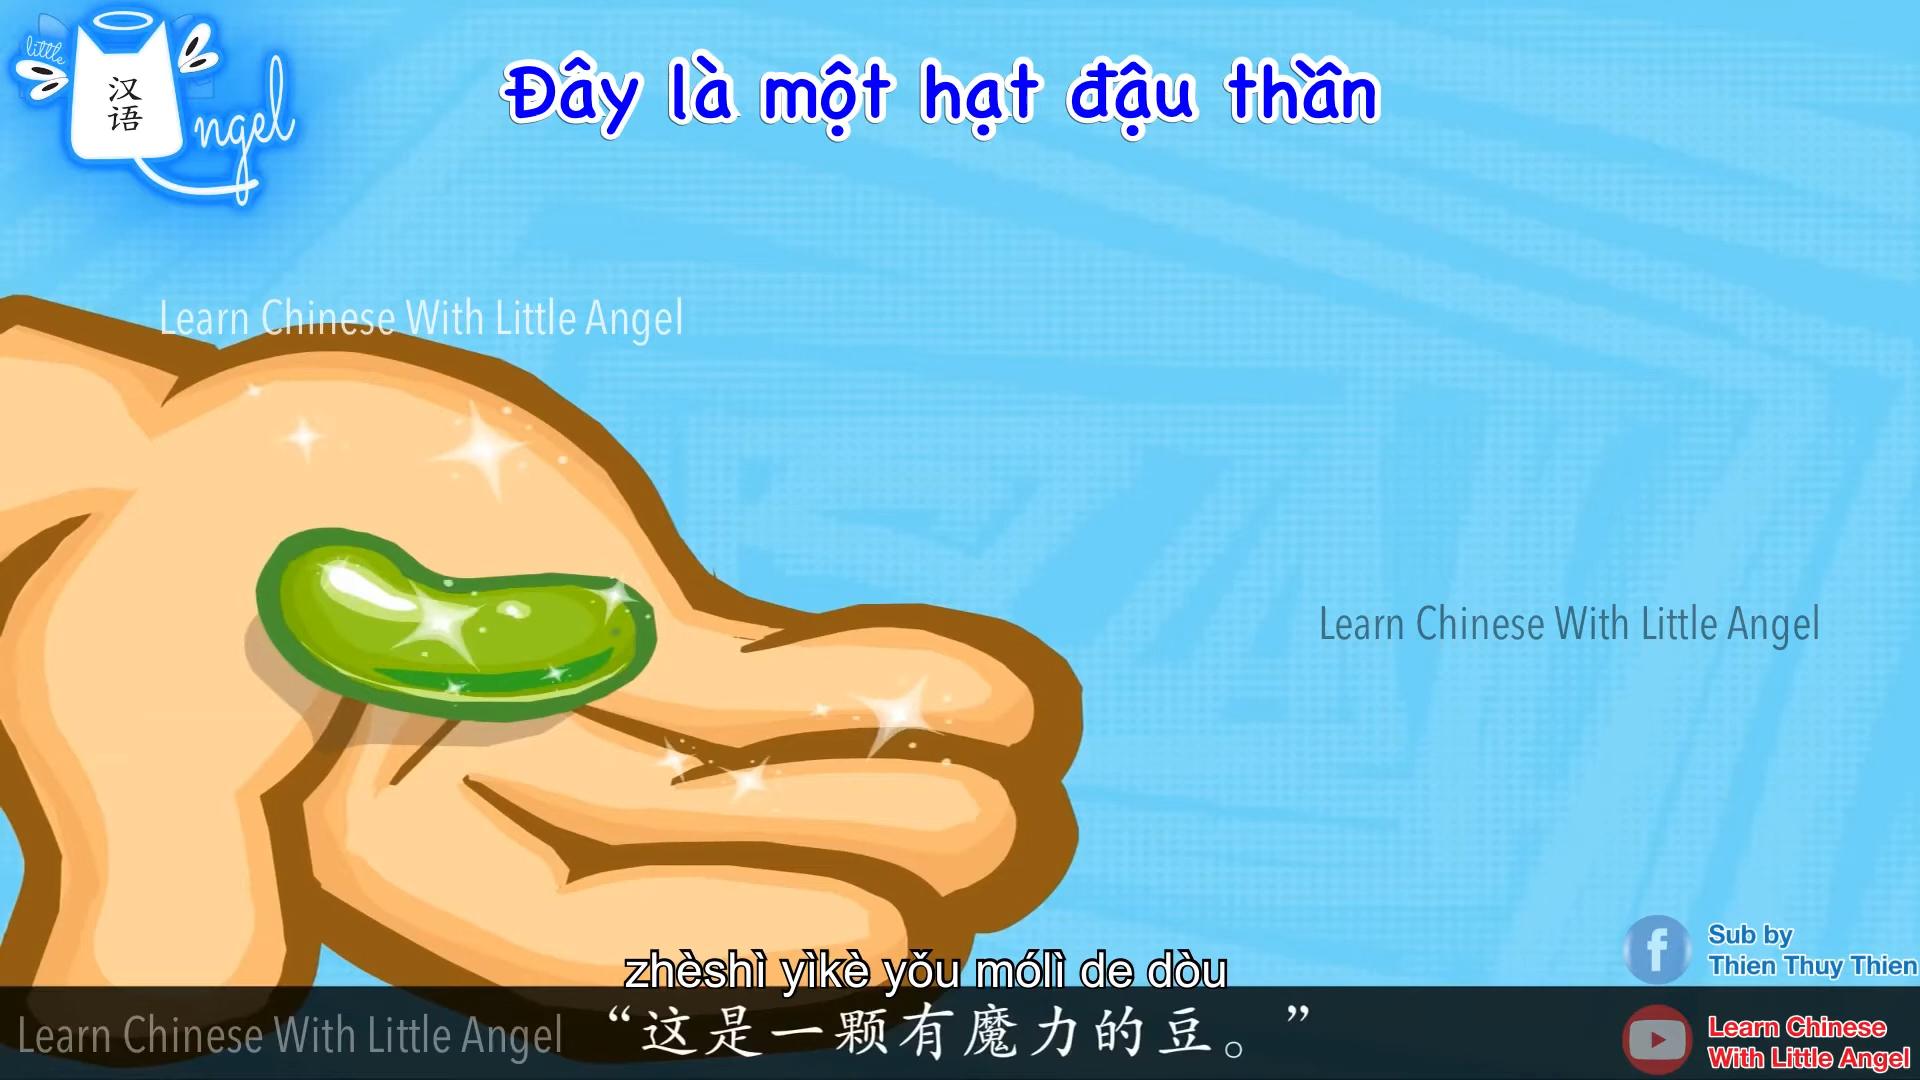 little
汉
语
ngel
Đây là một hạt đậu thần
Learn Chinese With Little Angel
Learn Chinese With Little Angel
Sub by
Thien Thuy Thien
zhèshì yìkè yǒu mólì de dòu
“这是一颗有魔力的豆。”
Learn Chinese With Little Angel
Learn Chinese
With Little Angel